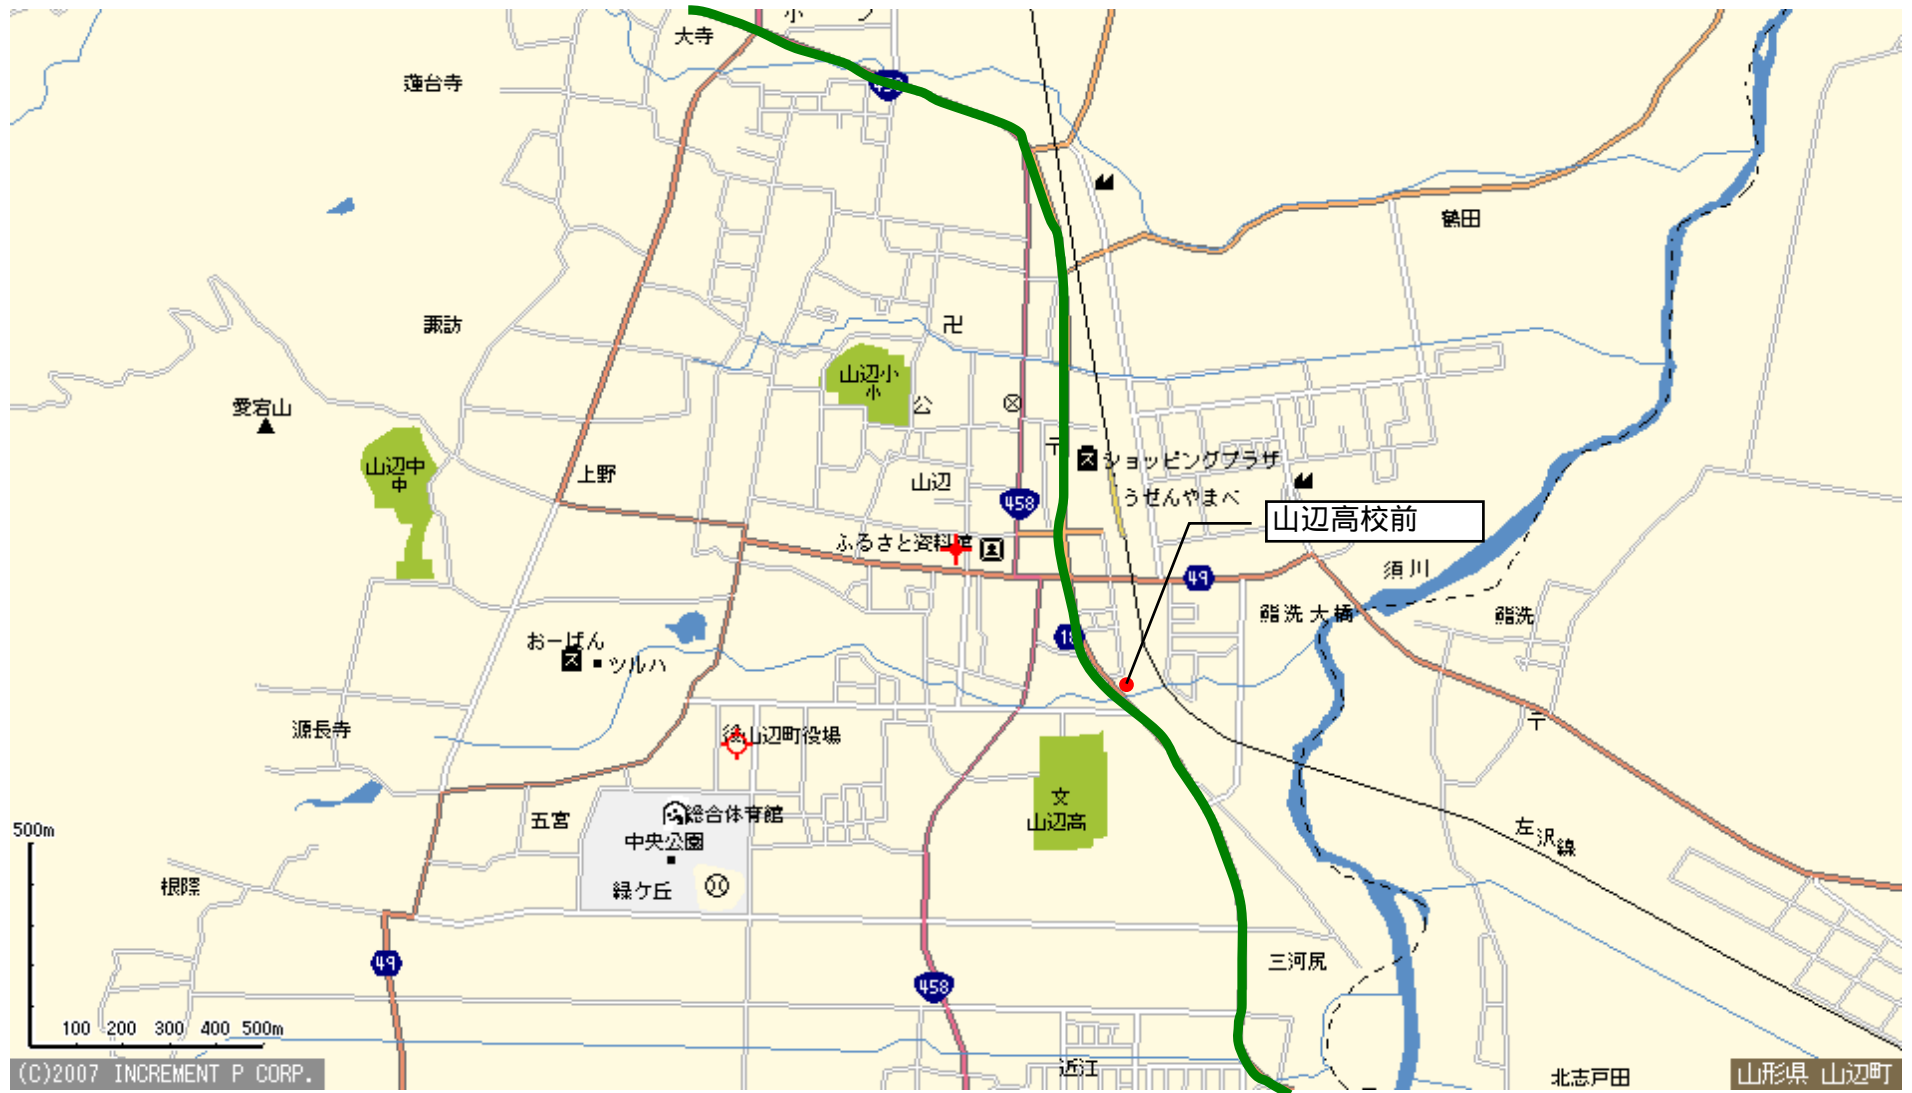 大寺
蓮台寺
鶴田
諏訪
卍
山辺小
小
公
愛宕山
山辺中
中
上野
山辺
〒
ショッピングプラザ
うぜんやまべ
458
山辺高校前
ふるさと資料館
49
須川
鮨洗大橋
鮨洗
おーばん
ツルハ
源長寺
山辺町役場
〒
文
山辺高
総合体育館
中央公園
五宮
緑ケ丘
根際
左沢線
500m
49
三河尻
458
100 200 300 400 500m
近江
北志戸田
(C)2007 INCREMENT P CORP.
山形県 山辺町